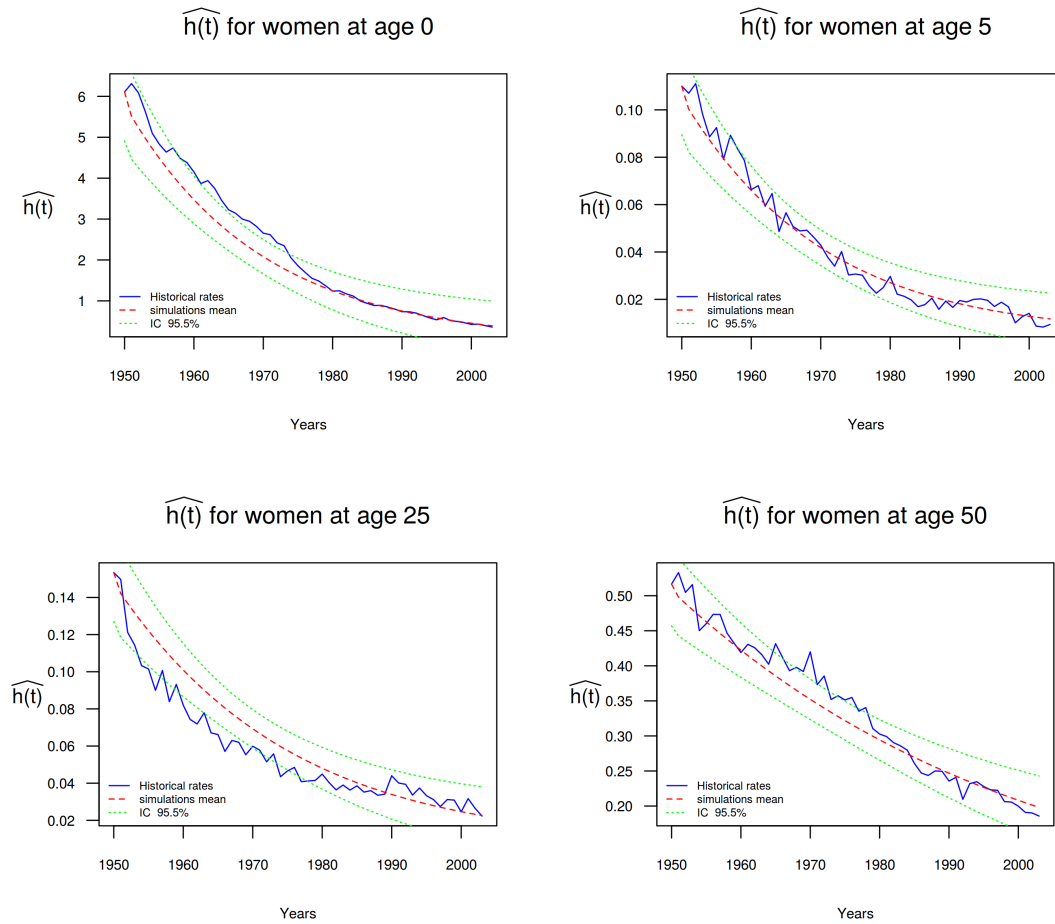 h(t) for women at age 0
h(t)
6
5
4
3
2
1
Historical rates
simulations mean
IC 95.5%
1950 1960 1970 1980 1990 2000
Years
h(t) for women at age 5
h(t)
0.10
0.08
0.06
0.04
0.02
Historical rates
simulations mean
IC 95.5%
1950 1960 1970 1980 1990 2000
Years
h(t) for women at age 25
h(t)
0.14
0.12
0.10
0.08
0.06
0.04
0.02
Historical rates
simulations mean
IC 95.5%
1950 1960 1970 1980 1990 2000
Years
h(t) for women at age 50
h(t)
0.50
0.45
0.40
0.35
0.30
0.25
0.20
Historical rates
simulations mean
IC 95.5%
1950 1960 1970 1980 1990 2000
Years